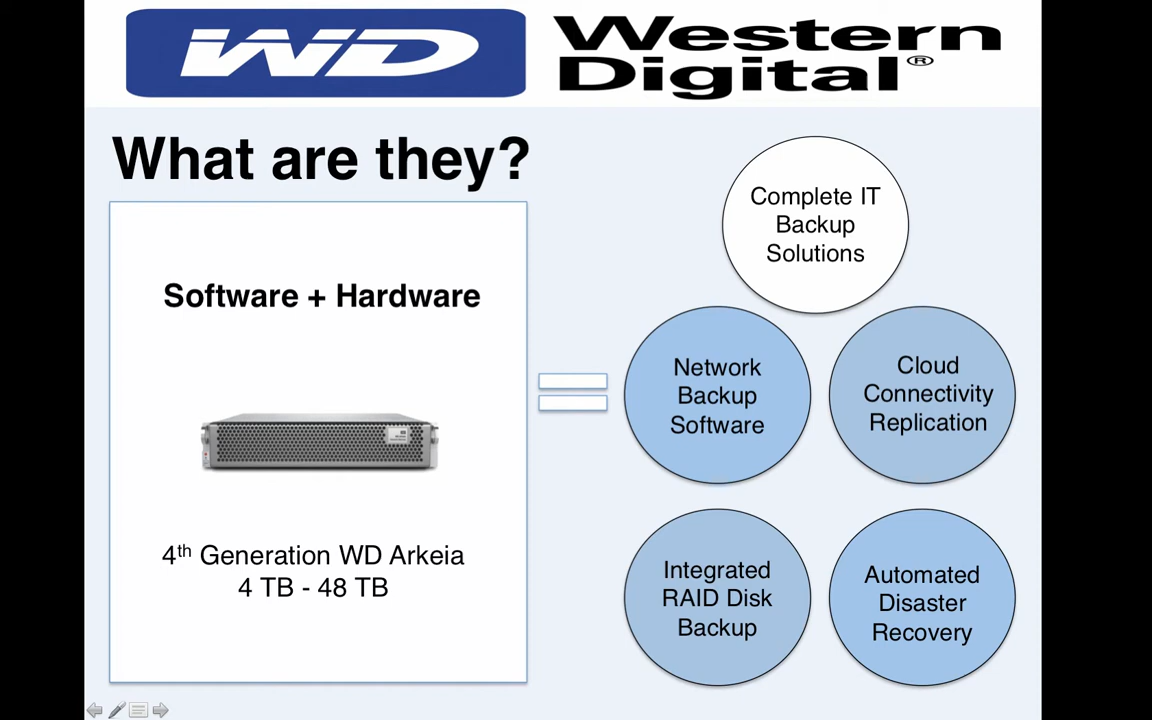 WD Western
Digital®
What are they?
Software + Hardware
4th Generation WD Arkeia
4 TB - 48 TB
Complete IT
Backup
Solutions
Network
Backup
Software
Cloud
Connectivity
Replication
Integrated
RAID Disk
Backup
Automated
Disaster
Recovery